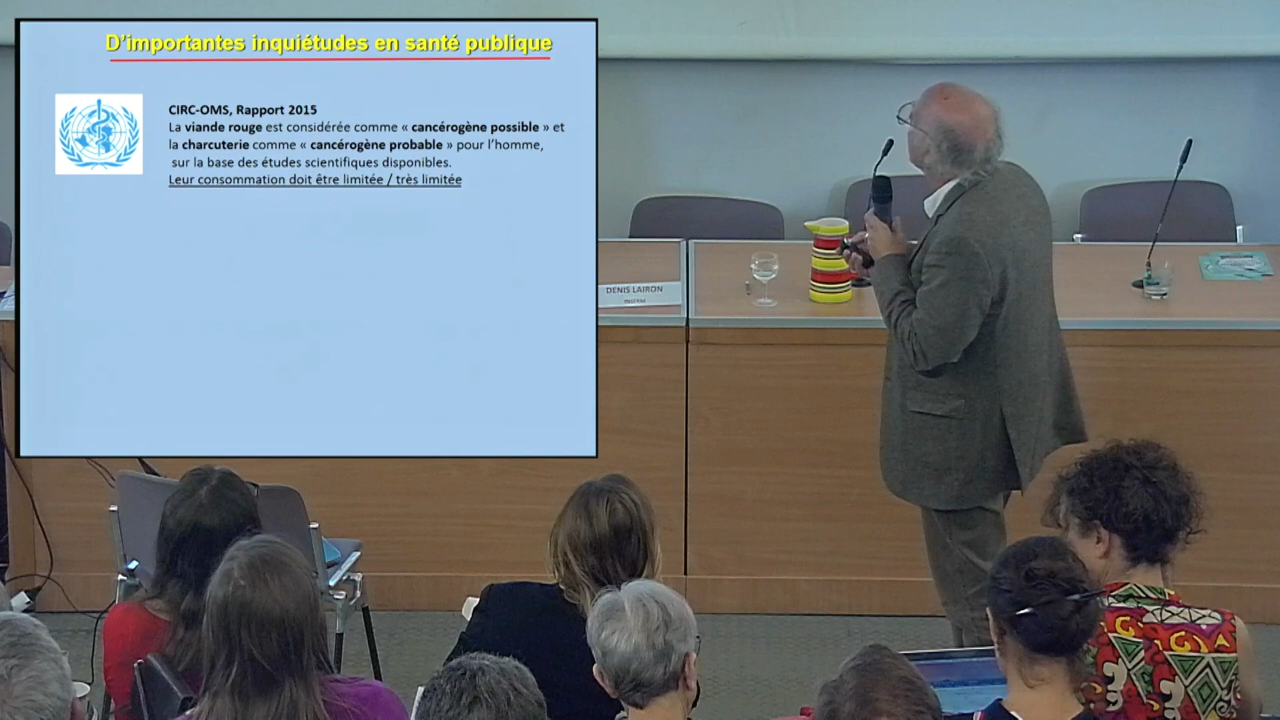 D'importantes inquiétudes en santé publique
CIRC-OMS, Rapport 2015
La viande rouge est considérée comme « cancérogène possible » et
la charcuterie comme « cancérogène probable » pour l'homme,
sur la base des études scientifiques disponibles.
Leur consommation doit être limitée / très limitée
DENIS LAIRON
INSERM